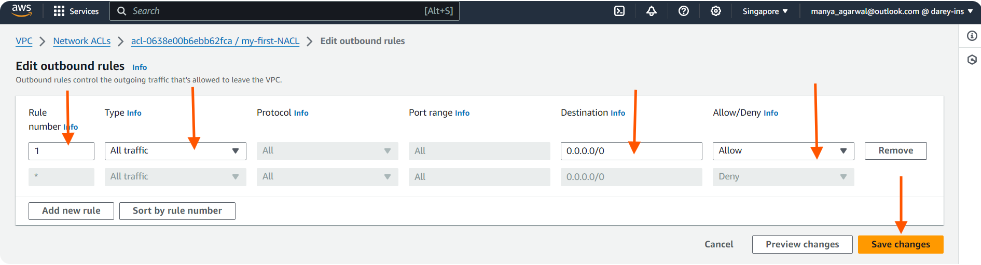 aws Services Search [Alt+S] Singapore manya_agarwal@outlook.com @ darey-ins
VPC > Network ACLs > acl-0638e00b6ebb62fca / my-first-NACL > Edit outbound rules
Edit outbound rules Info
Outbound rules control the outgoing traffic that's allowed to leave the VPC.
Rule number Info Type Info Protocol Info Port range Info Destination Info Allow/Deny Info
1 All traffic All All 0.0.0.0/0 Allow Remove
* All traffic All All 0.0.0.0/0 Deny
Add new rule Sort by rule number
Cancel Preview changes Save changes